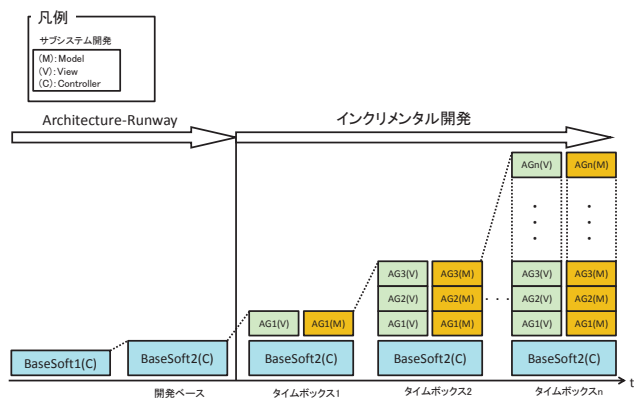 凡例
サブシステム開発
(M): Model
(V): View
(C): Controller
Architecture-Runway
インクリメンタル開発
AGn(V) AGn(M)
AG3(V) AG3(M) AG3(V) AG3(M)
AG2(V) AG2(M) ・・・ AG2(V) AG2(M)
AG1(V) AG1(M) AG1(V) AG1(M) AG1(V) AG1(M)
BaseSoft1(C) BaseSoft2(C) BaseSoft2(C) BaseSoft2(C) BaseSoft2(C)
t
開発ベース タイムボックス1 タイムボックス2 タイムボックスn